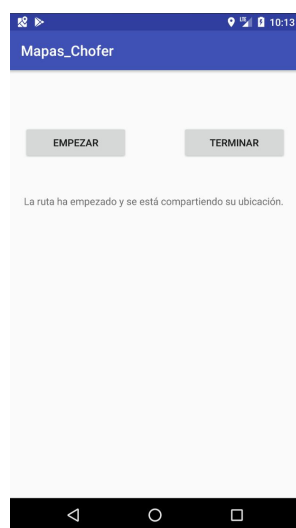 10:13
Mapas_Chofer
EMPEZAR TERMINAR
La ruta ha empezado y se está compartiendo su ubicación.